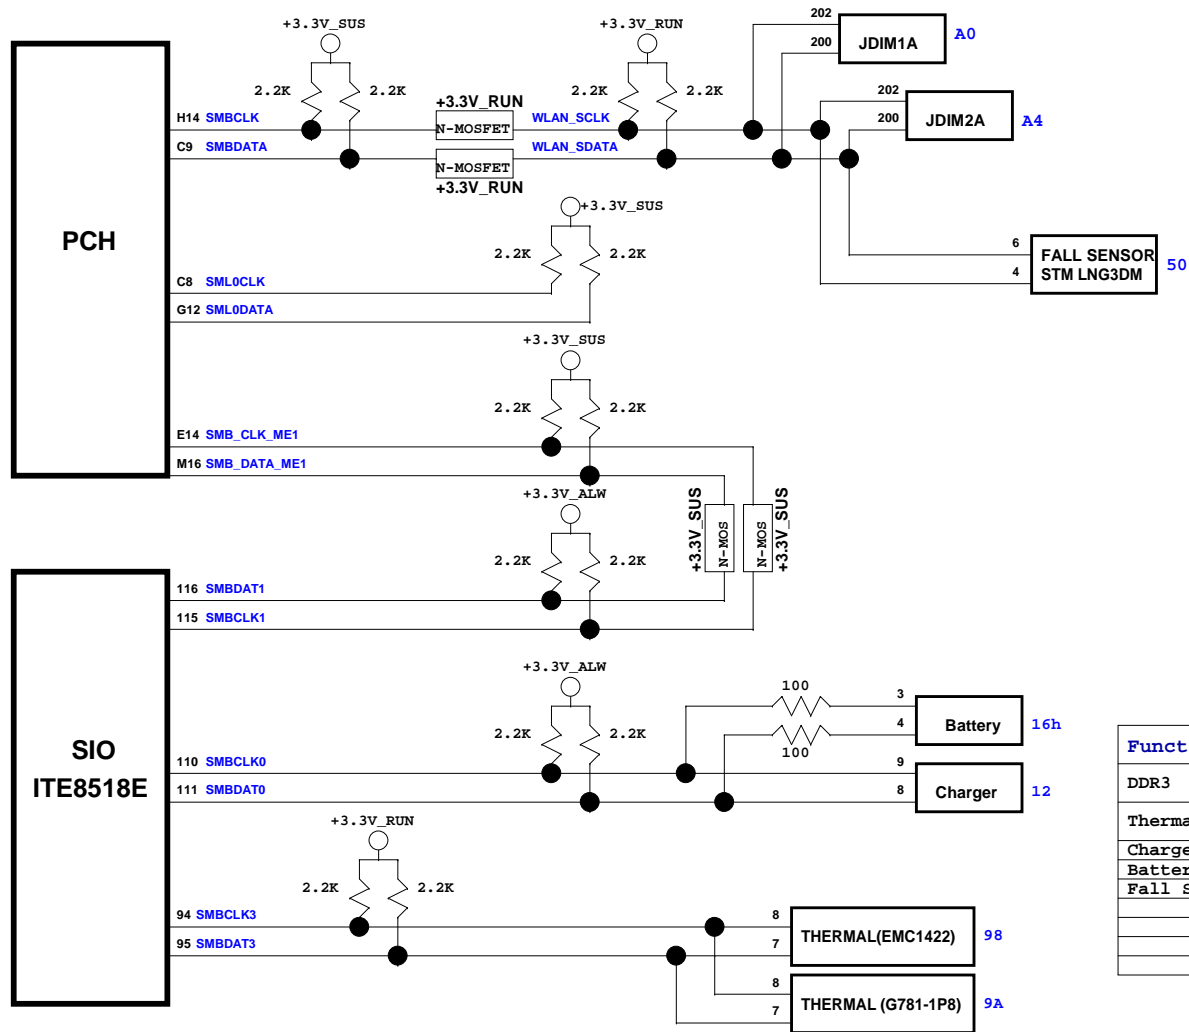 +3.3V_SUS
+3.3V_RUN
202
JDIM1A
A0
200
2.2K
2.2K
2.2K
2.2K
+3.3V_RUN
202
JDIM2A
A4
200
H14 SMBCLK
N-MOSFET
WLAN_SCLK
C9 SMBDATA
N-MOSFET
WLAN_SDATA
+3.3V_RUN
+3.3V_SUS
PCH
2.2K
2.2K
6
FALL SENSOR
STM LNG3DM
50
4
C8 SML0CLK
G12 SML0DATA
+3.3V_SUS
2.2K
2.2K
E14 SMB_CLK_ME1
M16 SMB_DATA_ME1
+3.3V_ALW
+3.3V_SUS
N-MOS
N-MOS
+3.3V_SUS
2.2K
2.2K
116 SMBDAT1
115 SMBCLK1
+3.3V_ALW
100
3
Battery
16h
4
100
2.2K
2.2K
SIO
ITE8518E
110 SMBCLK0
9
Charger
12
111 SMBDAT0
8
+3.3V_RUN
2.2K
2.2K
94 SMBCLK3
8
THERMAL(EMC1422)
98
95 SMBDAT3
7
8
THERMAL (G781-1P8)
9A
7
Funct
DDR3
Therma
Charge
Batter
Fall S